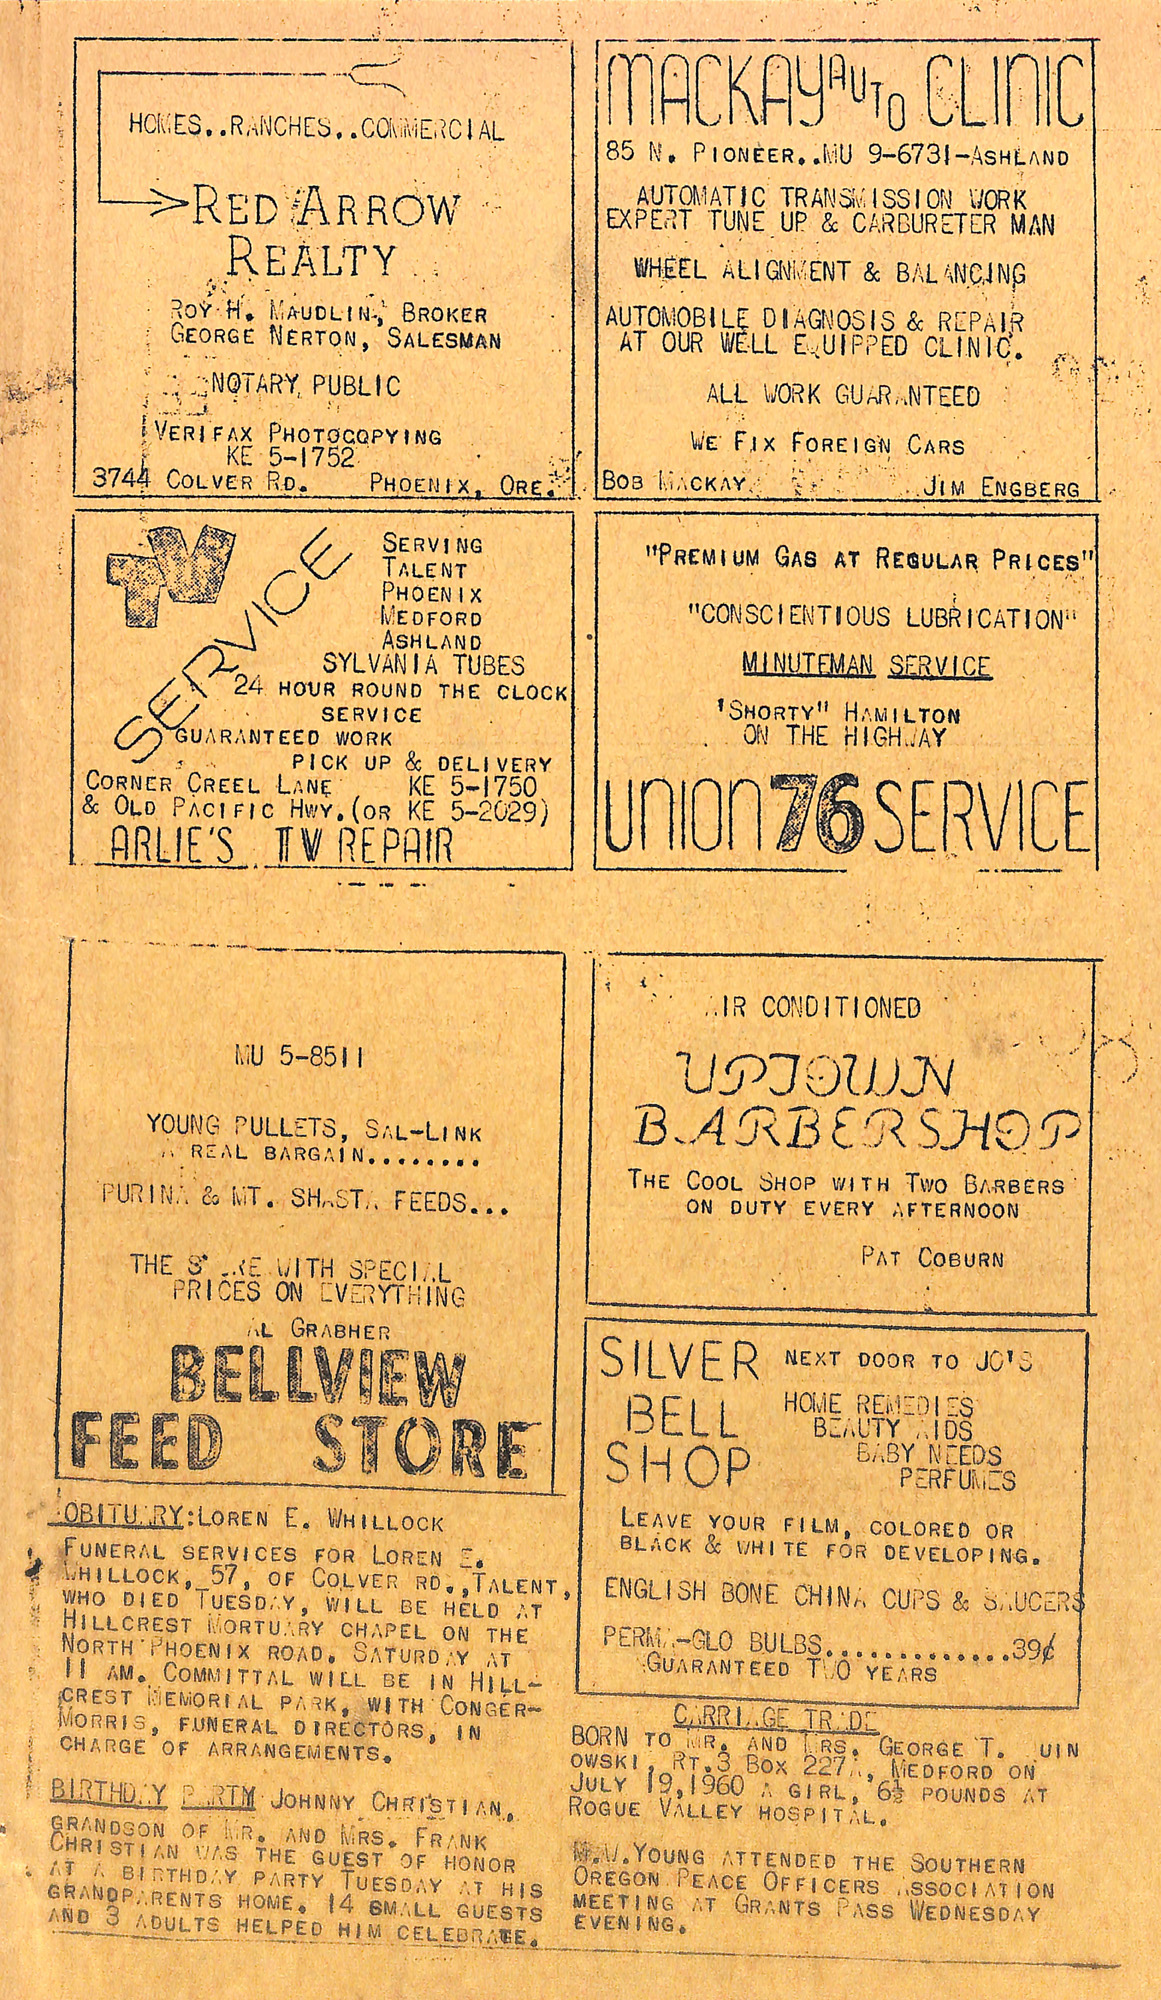 HOMES..RANCHES..COMMERCIAL
RED ARROW
REALTY
ROY H. MAUDLIN, BROKER
GEORGE NERTON, SALESMAN
NOTARY PUBLIC
VERIFAX PHOTOCOPYING
KE 5-1752
3744 COLVER RD. PHOENIX, ORE.
MACKAY AUTO CLINIC
85 N. PIONEER..MU 9-6731-ASHLAND
AUTOMATIC TRANSMISSION WORK
EXPERT TUNE UP & CARBURETER MAN
WHEEL ALIGNMENT & BALANCING
AUTOMOBILE DIAGNOSIS & REPAIR
AT OUR WELL EQUIPPED CLINIC.
ALL WORK GUARANTEED
WE FIX FOREIGN CARS
BOB MACKAY JIM ENGBERG
TV
SERVICE
SERVING
TALENT
PHOENIX
MEDFORD
ASHLAND
SYLVANIA TUBES
24 HOUR ROUND THE CLOCK
SERVICE
GUARANTEED WORK
PICK UP & DELIVERY
CORNER CREEL LANE KE 5-1750
& OLD PACIFIC HWY.(OR KE 5-2029)
ARLIE'S TV REPAIR
"PREMIUM GAS AT REGULAR PRICES"
"CONSCIENTIOUS LUBRICATION"
MINUTEMAN SERVICE
'SHORTY" HAMILTON
ON THE HIGHWAY
UNION 76 SERVICE
MU 5-8511
YOUNG PULLETS, SAL-LINK
A REAL BARGAIN........
PURINA & MT. SHASTA FEEDS...
THE STORE WITH SPECIAL
PRICES ON EVERYTHING
AL GRABHER
BELLVIEW
FEED STORE
AIR CONDITIONED
UPTOWN
BARBERSHOP
THE COOL SHOP WITH TWO BARBERS
ON DUTY EVERY AFTERNOON
PAT COBURN
SILVER
BELL
SHOP
NEXT DOOR TO JO'S
HOME REMEDIES
BEAUTY AIDS
BABY NEEDS
PERFUMES
LEAVE YOUR FILM, COLORED OR
BLACK & WHITE FOR DEVELOPING.
ENGLISH BONE CHINA CUPS & SAUCERS
PERMA-GLO BULBS..............39¢
GUARANTEED TWO YEARS
OBITUARY:LOREN E. WHILLOCK
FUNERAL SERVICES FOR LOREN E.
WHILLOCK, 57, OF COLVER RD.,TALENT,
WHO DIED TUESDAY, WILL BE HELD AT
HILLCREST MORTUARY CHAPEL ON THE
NORTH PHOENIX ROAD. SATURDAY AT
11 AM. COMMITTAL WILL BE IN HILL-
CREST MEMORIAL PARK, WITH CONGER-
MORRIS, FUNERAL DIRECTORS, IN
CHARGE OF ARRANGEMENTS.
BIRTHDAY PARTM JOHNNY CHRISTIAN,
GRANDSON OF MR. AND MRS. FRANK
CHRISTIAN WAS THE GUEST OF HONOR
AT A BIRTHDAY PARTY TUESDAY AT HIS
GRANDPARENTS HOME. 14 SMALL GUESTS
AND 3 ADULTS HELPED HIM CELEBRATE.
CARRIAGE TRADE
BORN TO MR. AND MRS. GEORGE T.
OWSKI, RT.3 BOX 227A, MEDFORD ON
JULY 19,1960 A GIRL, 6½ POUNDS AT
ROGUE VALLEY HOSPITAL.
M.W.YOUNG ATTENDED THE SOUTHERN
OREGON PEACE OFFICERS ASSOCIATION
MEETING AT GRANTS PASS WEDNESDAY
EVENING.